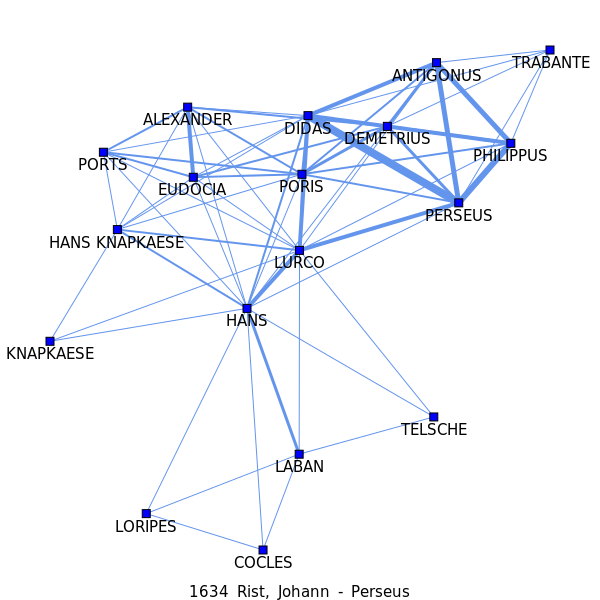 TRABANTE
ANTIGONUS
ALEXANDER
DIDAS
DEMETRIUS
PHILIPPUS
PORTS
EUDOCIA
PORIS
PERSEUS
HANS KNAPKAESE
LURCO
HANS
KNAPKAESE
TELSCHE
LABAN
LORIPES
COCLES
1634 Rist, Johann - Perseus